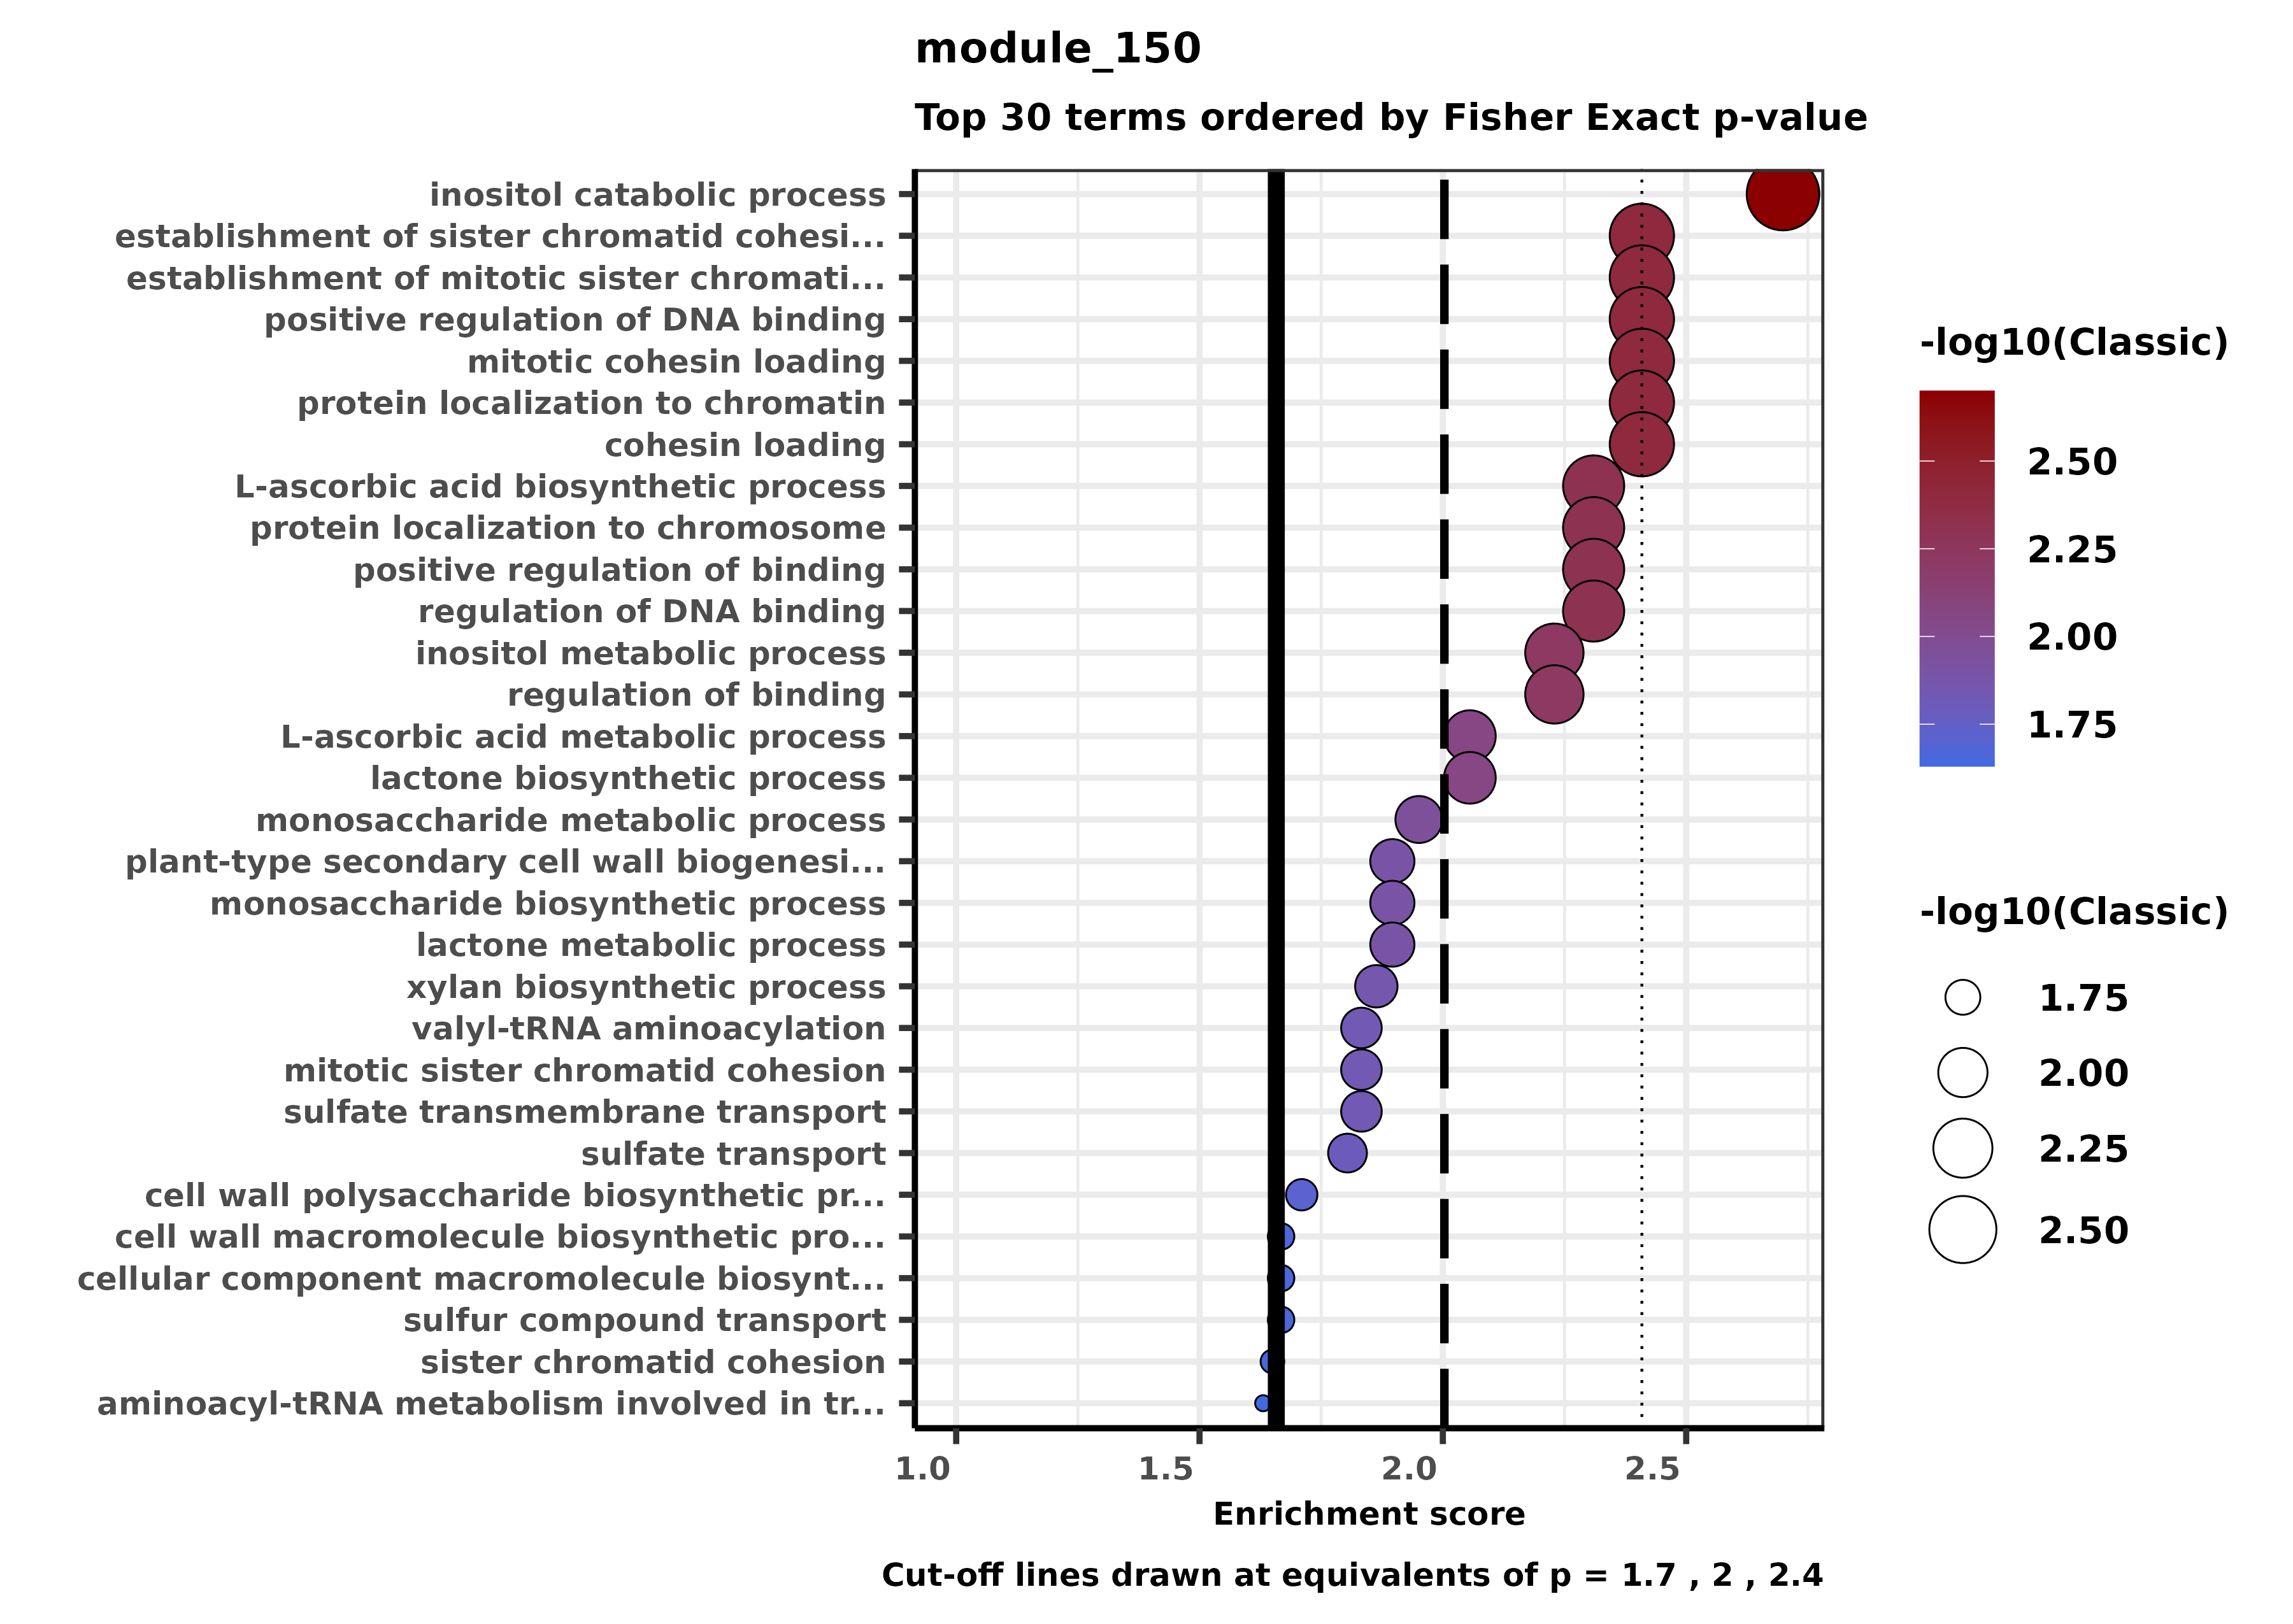 module_150
Top 30 terms ordered by Fisher Exact p-value
inositol catabolic process
establishment of sister chromatid cohesi...
establishment of mitotic sister chromati...
positive regulation of DNA binding
mitotic cohesin loading
protein localization to chromatin
cohesin loading
L-ascorbic acid biosynthetic process
protein localization to chromosome
positive regulation of binding
regulation of DNA binding
inositol metabolic process
regulation of binding
L-ascorbic acid metabolic process
lactone biosynthetic process
monosaccharide metabolic process
plant-type secondary cell wall biogenesi...
monosaccharide biosynthetic process
lactone metabolic process
xylan biosynthetic process
valyl-tRNA aminoacylation
mitotic sister chromatid cohesion
sulfate transmembrane transport
sulfate transport
cell wall polysaccharide biosynthetic pr...
cell wall macromolecule biosynthetic pro...
cellular component macromolecule biosynt...
sulfur compound transport
sister chromatid cohesion
aminoacyl-tRNA metabolism involved in tr...
1.0 1.5 2.0 2.5
Enrichment score
Cut-off lines drawn at equivalents of p = 1.7 , 2 , 2.4
-log10(Classic)
2.50
2.25
2.00
1.75
-log10(Classic)
1.75
2.00
2.25
2.50